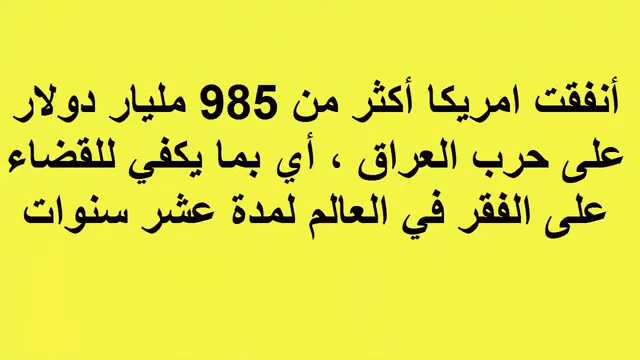 أنفقت امريكا أكثر من 985 مليار دولار
على حرب العراق ، أي بما يكفي للقضاء
على الفقر في العالم لمدة عشر سنوات